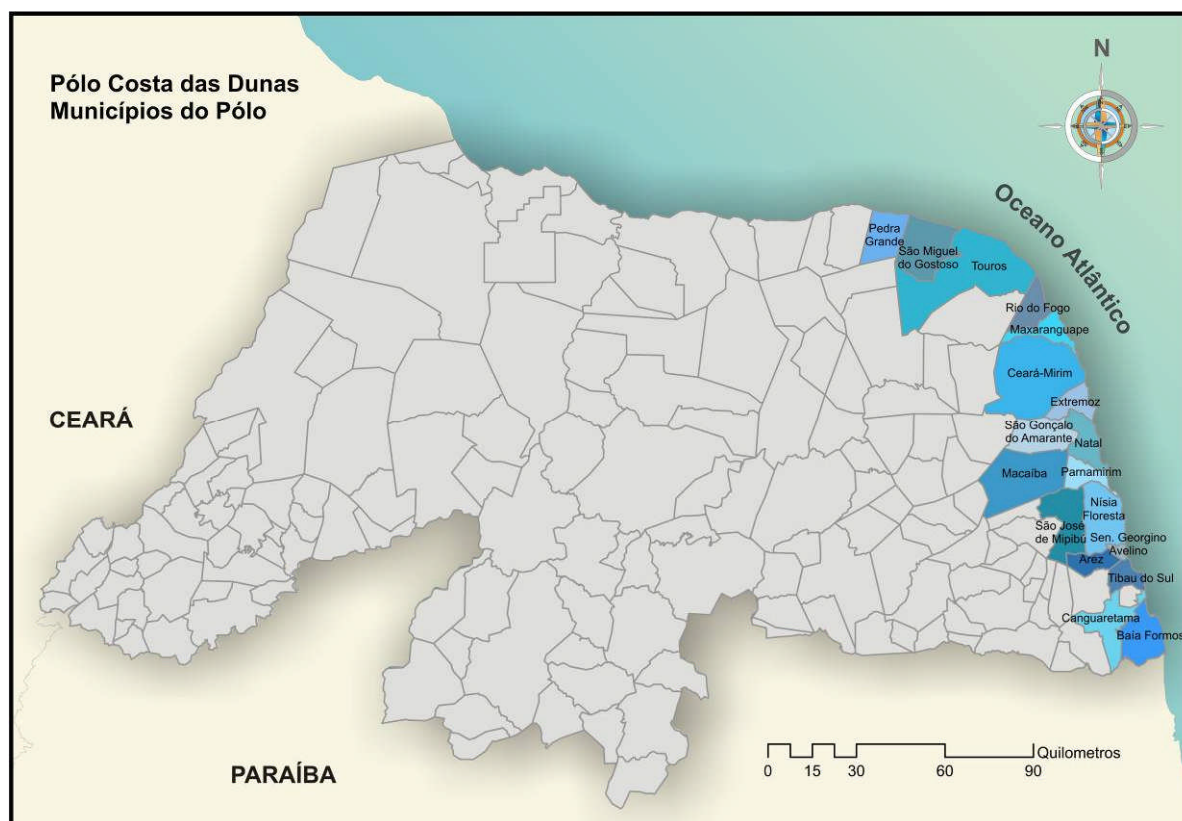 Pólo Costa das Dunas
Municípios do Pólo
N
Oceano Atlântico
Pedra
Grande
São Miguel
do Gostoso
Touros
Rio do Fogo
Maxaranguape
Ceará-Mirim
Extremoz
São Gonçalo
do Amarante
Natal
Macaíba
Parnamirim
Nísia
Floresta
São José
de Mipibú
Sen. Georgino
Avelino
Arez
Tibau do Sul
Canguaretama
Baía Formos
CEARÁ
PARAÍBA
Quilometros
0 15 30 60 90